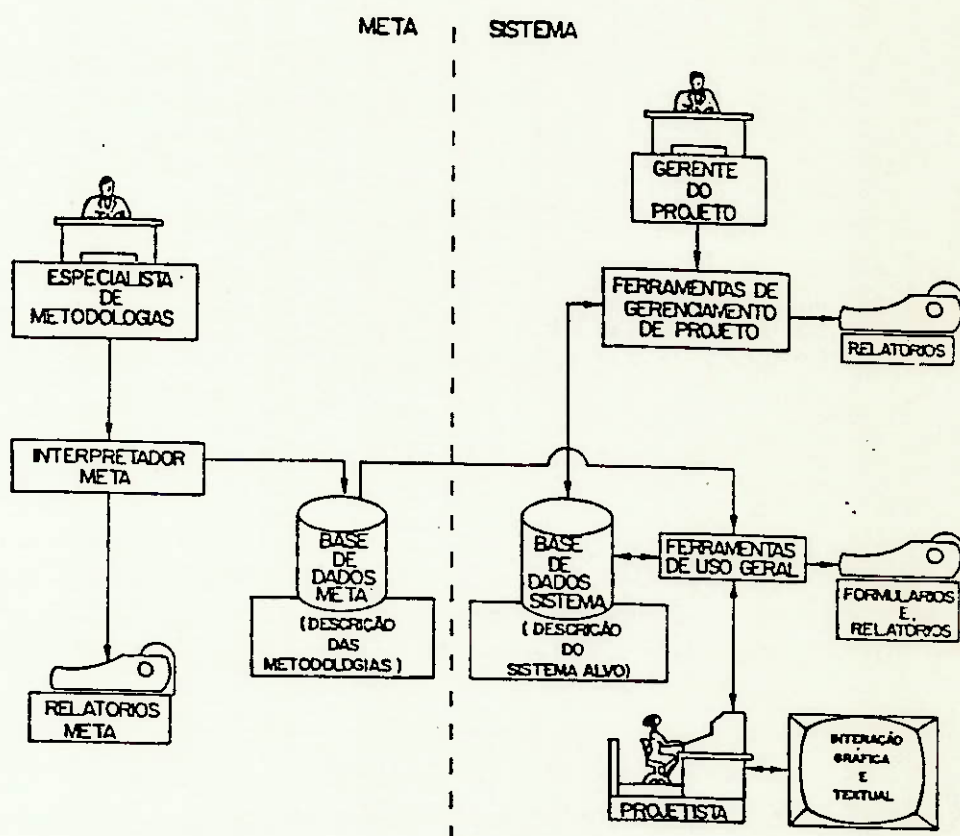 META
SISTEMA
GERENTE
DO
PROJETO
ESPECIALISTA
DE
METODOLOGIAS
FERRAMENTAS DE
GERENCIAMENTO
DE PROJETO
RELATORIOS
INTERPRETADOR
META
BASE
DE
DADOS
META
(DESCRIÇÃO
DAS
METODOLOGIAS)
BASE
DE
DADOS
SISTEMA
(DESCRIÇÃO
DO
SISTEMA ALVO)
FERRAMENTAS
DE USO GERAL
FORMULARIOS
E
RELATORIOS
RELATORIOS
META
PROJETISTA
INTERAÇÃO
GRÁFICA
E
TEXTUAL